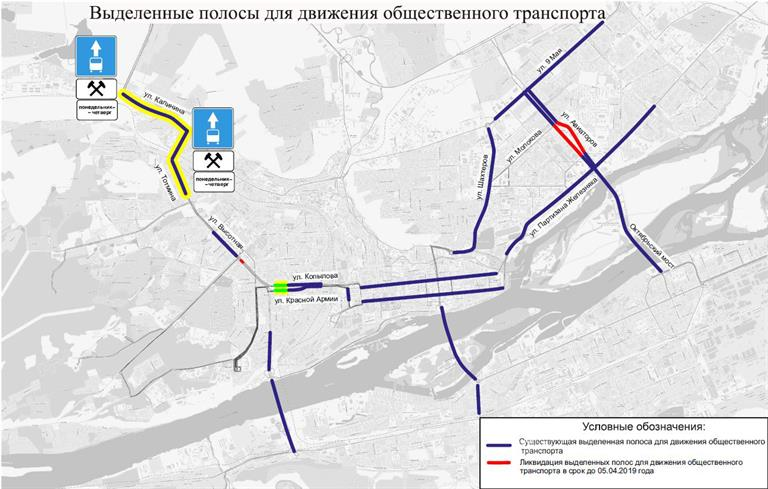 Выделенные полосы для движения общественного транспорта
ул. 9 Мая
ул. Калинина
понедельник-
– четверг
ул. Авиаторов
ул. Молокова
понедельник-
– четверг
ул. Шахтеров
ул. Толмина
ул. Партизана Железняка
ул. Высотная
Октябрьский мост
ул. Копылова
ул. Красной Армии
Условные обозначения:
Существующая выделенная полоса для движения общественного
транспорта
Ликвидация выделенных полос для движения общественного
транспорта в срок до 05.04.2019 года